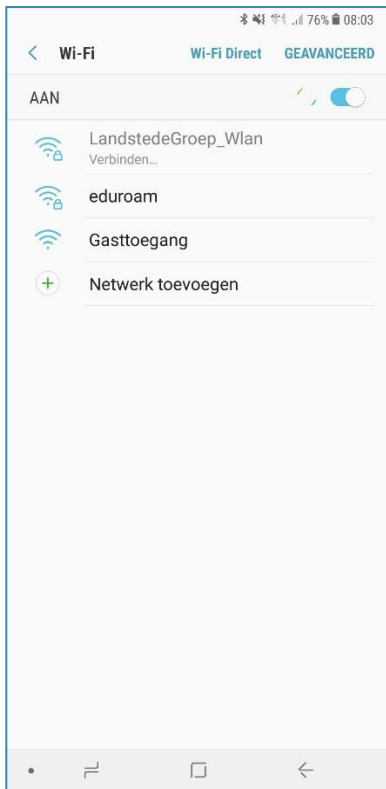 76% 08:03
Wi-Fi Wi-Fi Direct GEAVANCEERD
AAN
LandstedeGroep_Wlan
Verbinden...
eduroam
Gasttoegang
Netwerk toevoegen